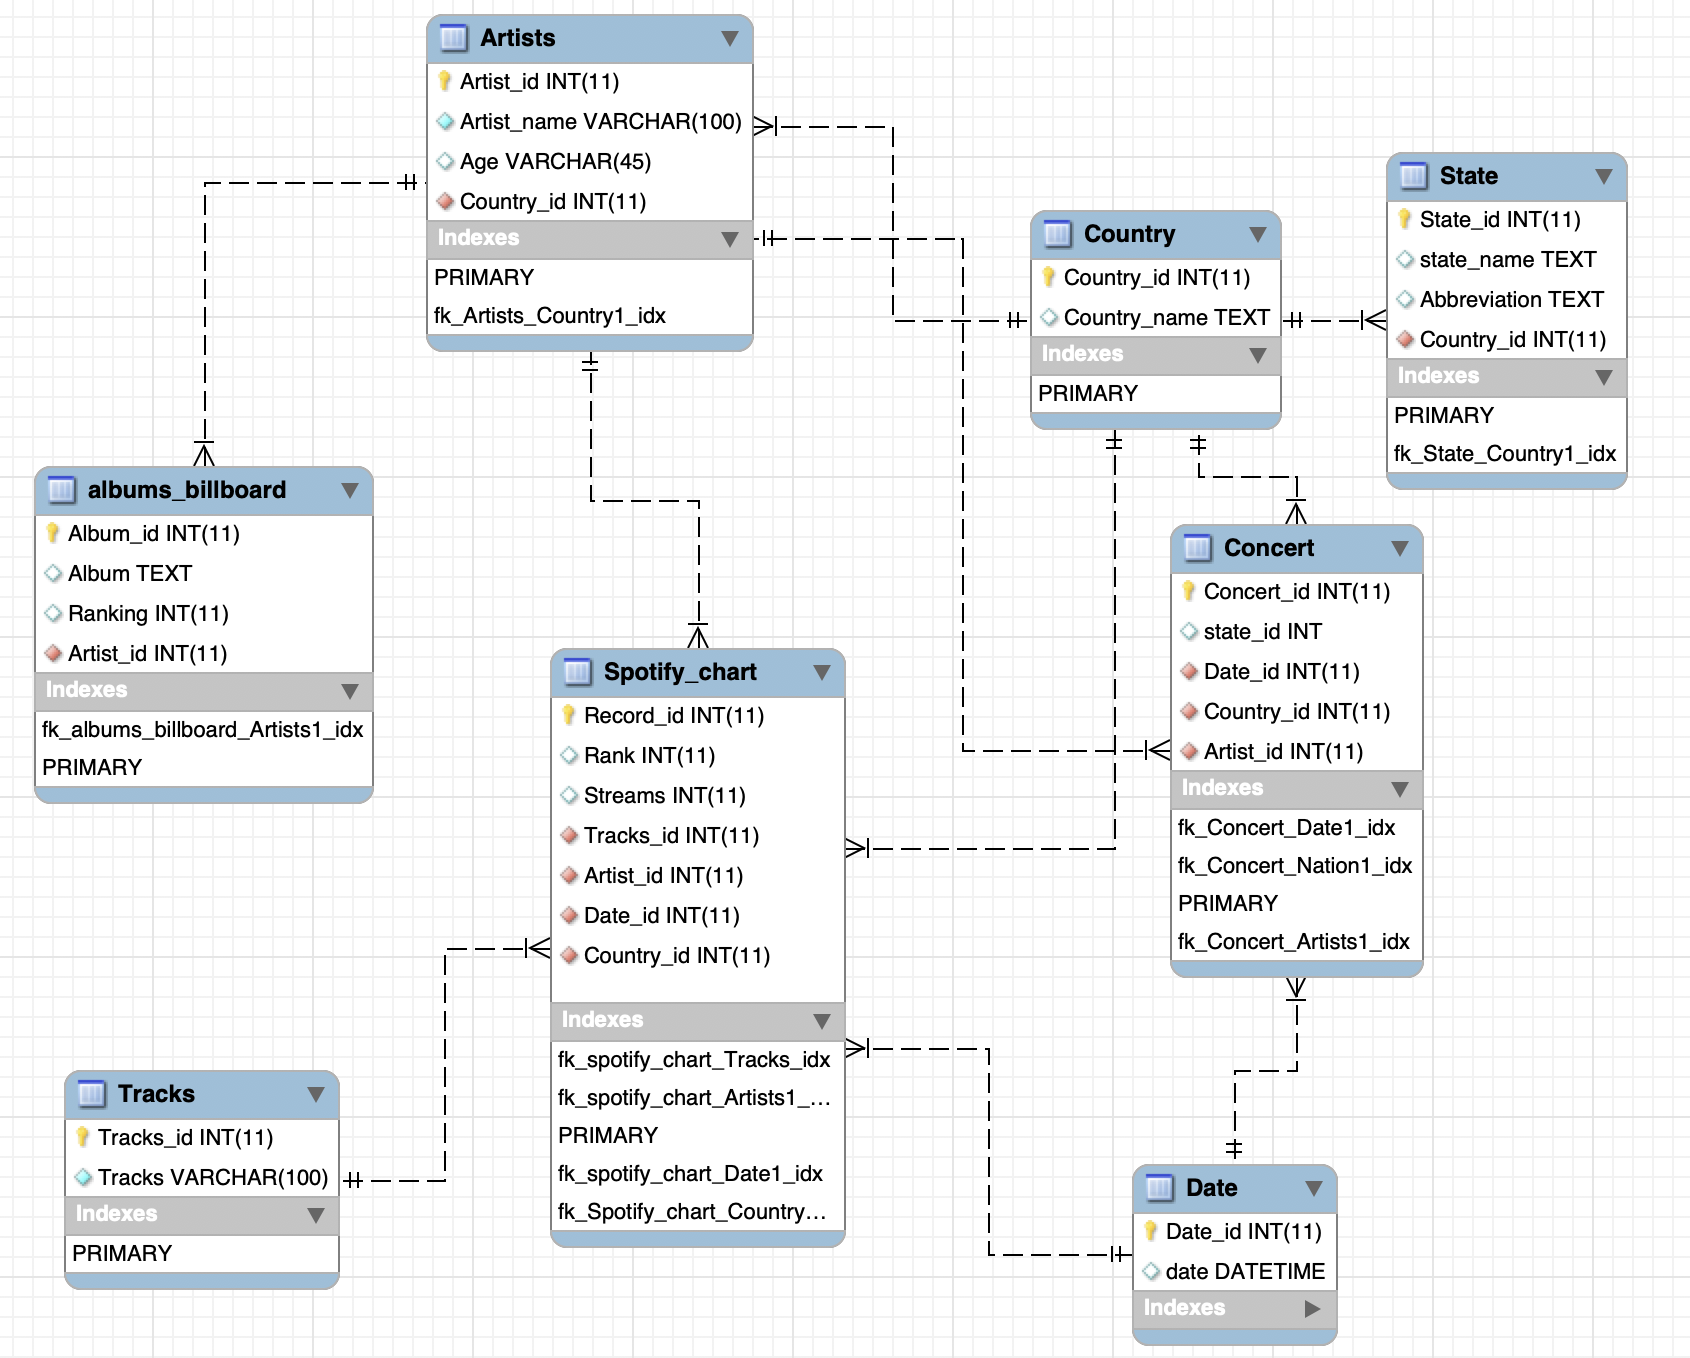 Artists
Artist_id INT(11)
Artist_name VARCHAR(100)
Age VARCHAR(45)
Country_id INT(11)
Indexes
PRIMARY
fk_Artists_Country1_idx
Country
Country_id INT(11)
Country_name TEXT
Indexes
PRIMARY
State
State_id INT(11)
state_name TEXT
Abbreviation TEXT
Country_id INT(11)
Indexes
PRIMARY
fk_State_Country1_idx
albums_billboard
Album_id INT(11)
Album TEXT
Ranking INT(11)
Artist_id INT(11)
Indexes
fk_albums_billboard_Artists1_idx
PRIMARY
Spotify_chart
Record_id INT(11)
Rank INT(11)
Streams INT(11)
Tracks_id INT(11)
Artist_id INT(11)
Date_id INT(11)
Country_id INT(11)
Indexes
fk_spotify_chart_Tracks_idx
fk_spotify_chart_Artists1_...
PRIMARY
fk_spotify_chart_Date1_idx
fk_Spotify_chart_Country...
Concert
Concert_id INT(11)
state_id INT
Date_id INT(11)
Country_id INT(11)
Artist_id INT(11)
Indexes
fk_Concert_Date1_idx
fk_Concert_Nation1_idx
PRIMARY
fk_Concert_Artists1_idx
Tracks
Tracks_id INT(11)
Tracks VARCHAR(100)
Indexes
PRIMARY
Date
Date_id INT(11)
date DATETIME
Indexes